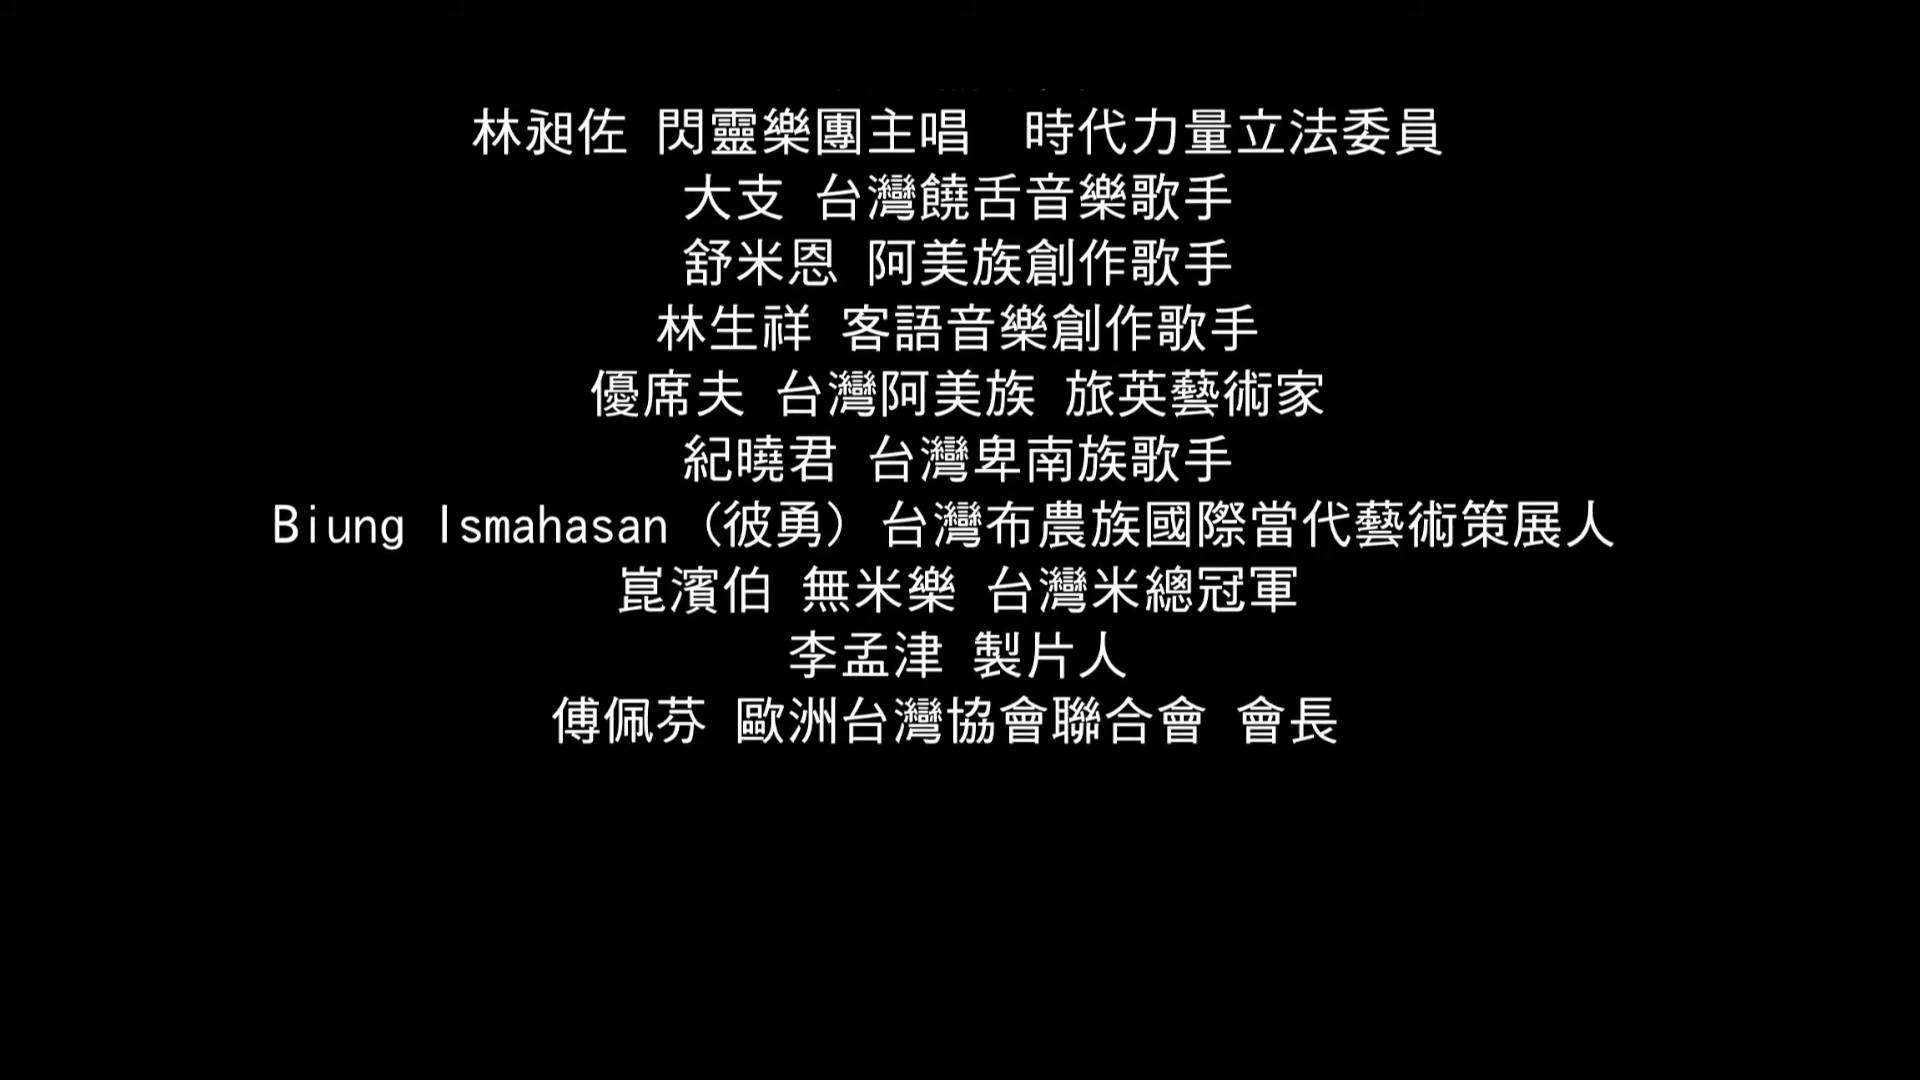 林昶佐 閃靈樂團主唱　時代力量立法委員
大支 台灣饒舌音樂歌手
舒米恩 阿美族創作歌手
林生祥 客語音樂創作歌手
優席夫 台灣阿美族 旅英藝術家
紀曉君 台灣卑南族歌手
Biung Ismahasan (彼勇) 台灣布農族國際當代藝術策展人
崑濱伯 無米樂 台灣米總冠軍
李孟津 製片人
傅佩芬 歐洲台灣協會聯合會 會長